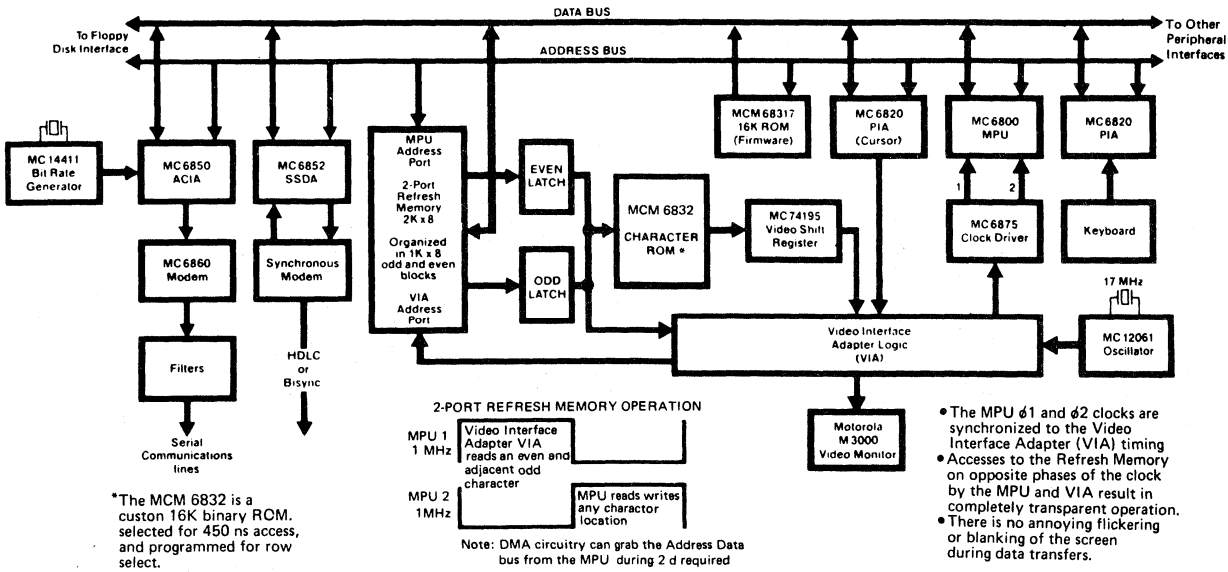 DATA BUS
To Floppy
Disk Interface
To Other
Peripheral
Interfaces
ADDRESS BUS
MC14411
Bit Rate
Generator
MC6850
ACIA
MC6852
SSDA
MPU
Address
Port
2-Port
Refresh
Memory
2K x 8
Organized
in 1K x 8
odd and even
blocks
VIA
Address
Port
EVEN
LATCH
ODD
LATCH
MCM 6832
CHARACTER
ROM *
MC74195
Video Shift
Register
MCM68317
16K ROM
(Firmware)
MC6820
PIA
(Cursor)
MC6800
MPU
MC6820
PIA
1
2
MC6875
Clock Driver
Keyboard
MC6860
Modem
Synchronous
Modem
17 MHz
MC12061
Oscillator
Video Interface
Adapter Logic
(VIA)
Filters
HDLC
or
Bisync
Serial
Communications
lines
Motorola
M3000
Video Monitor
2-PORT REFRESH MEMORY OPERATION
MPU 1
1 MHz
Video Interface
Adapter VIA
reads an even and
adjacent odd
character
MPU 2
1MHz
MPU reads writes
any charactor
location
Note: DMA circuitry can grab the Address Data
bus from the MPU during 2 d required
*The MCM 6832 is a
custon 16K binary RCM.
selected for 450 ns access,
and programmed for row
select.
• The MPU ϕ1 and ϕ2 clocks are
synchronized to the Video
Interface Adapter (VIA) timing
• Accesses to the Refresh Memory
on opposite phases of the clock
by the MPU and VIA result in
completely transparent operation.
• There is no annoying flickering
or blanking of the screen
during data transfers.